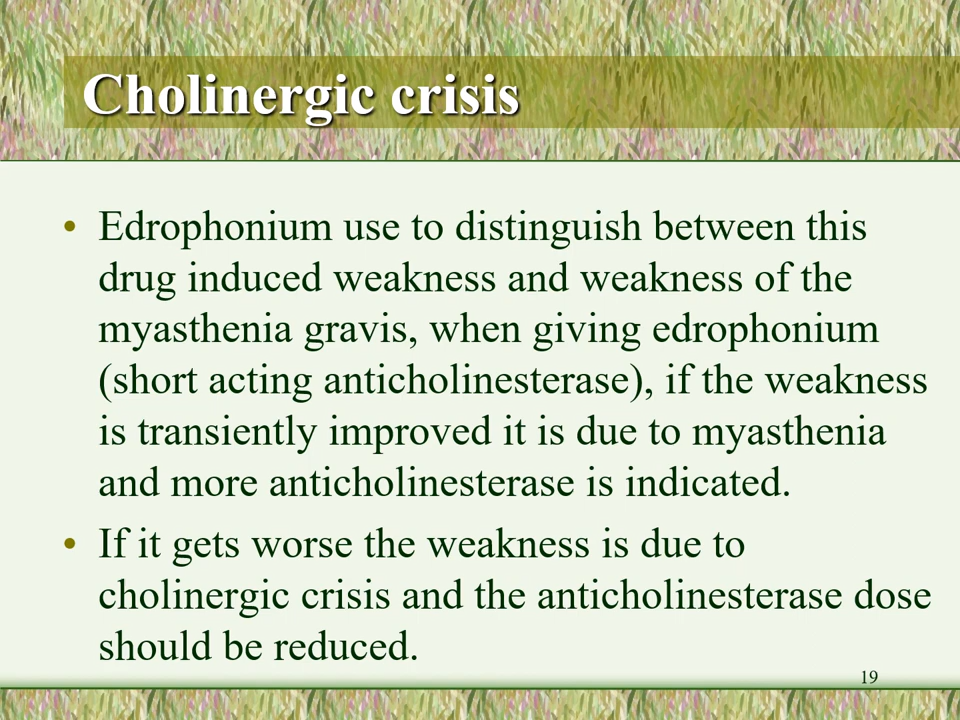 Cholinergic crisis
• Edrophonium use to distinguish between this
drug induced weakness and weakness of the
myasthenia gravis, when giving edrophonium
(short acting anticholinesterase), if the weakness
is transiently improved it is due to myasthenia
and more anticholinesterase is indicated.
• If it gets worse the weakness is due to
cholinergic crisis and the anticholinesterase dose
should be reduced.
19